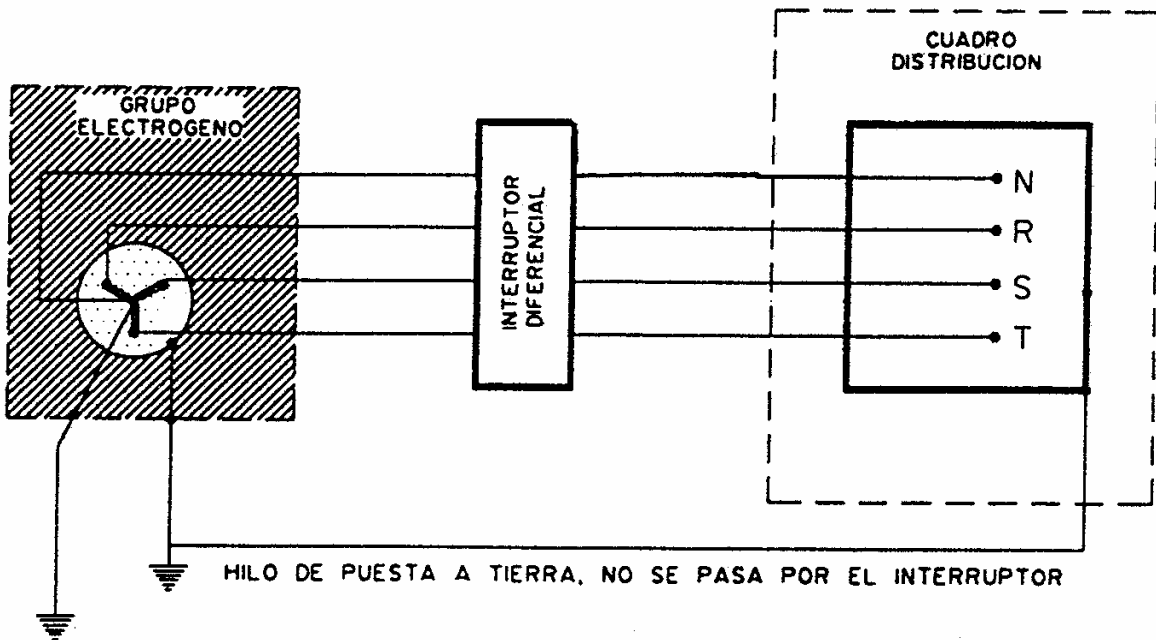 CUADRO
DISTRIBUCION
GRUPO
ELECTROGENO
INTERRUPTOR
DIFERENCIAL
N
R
S
T
HILO DE PUESTA A TIERRA, NO SE PASA POR EL INTERRUPTOR